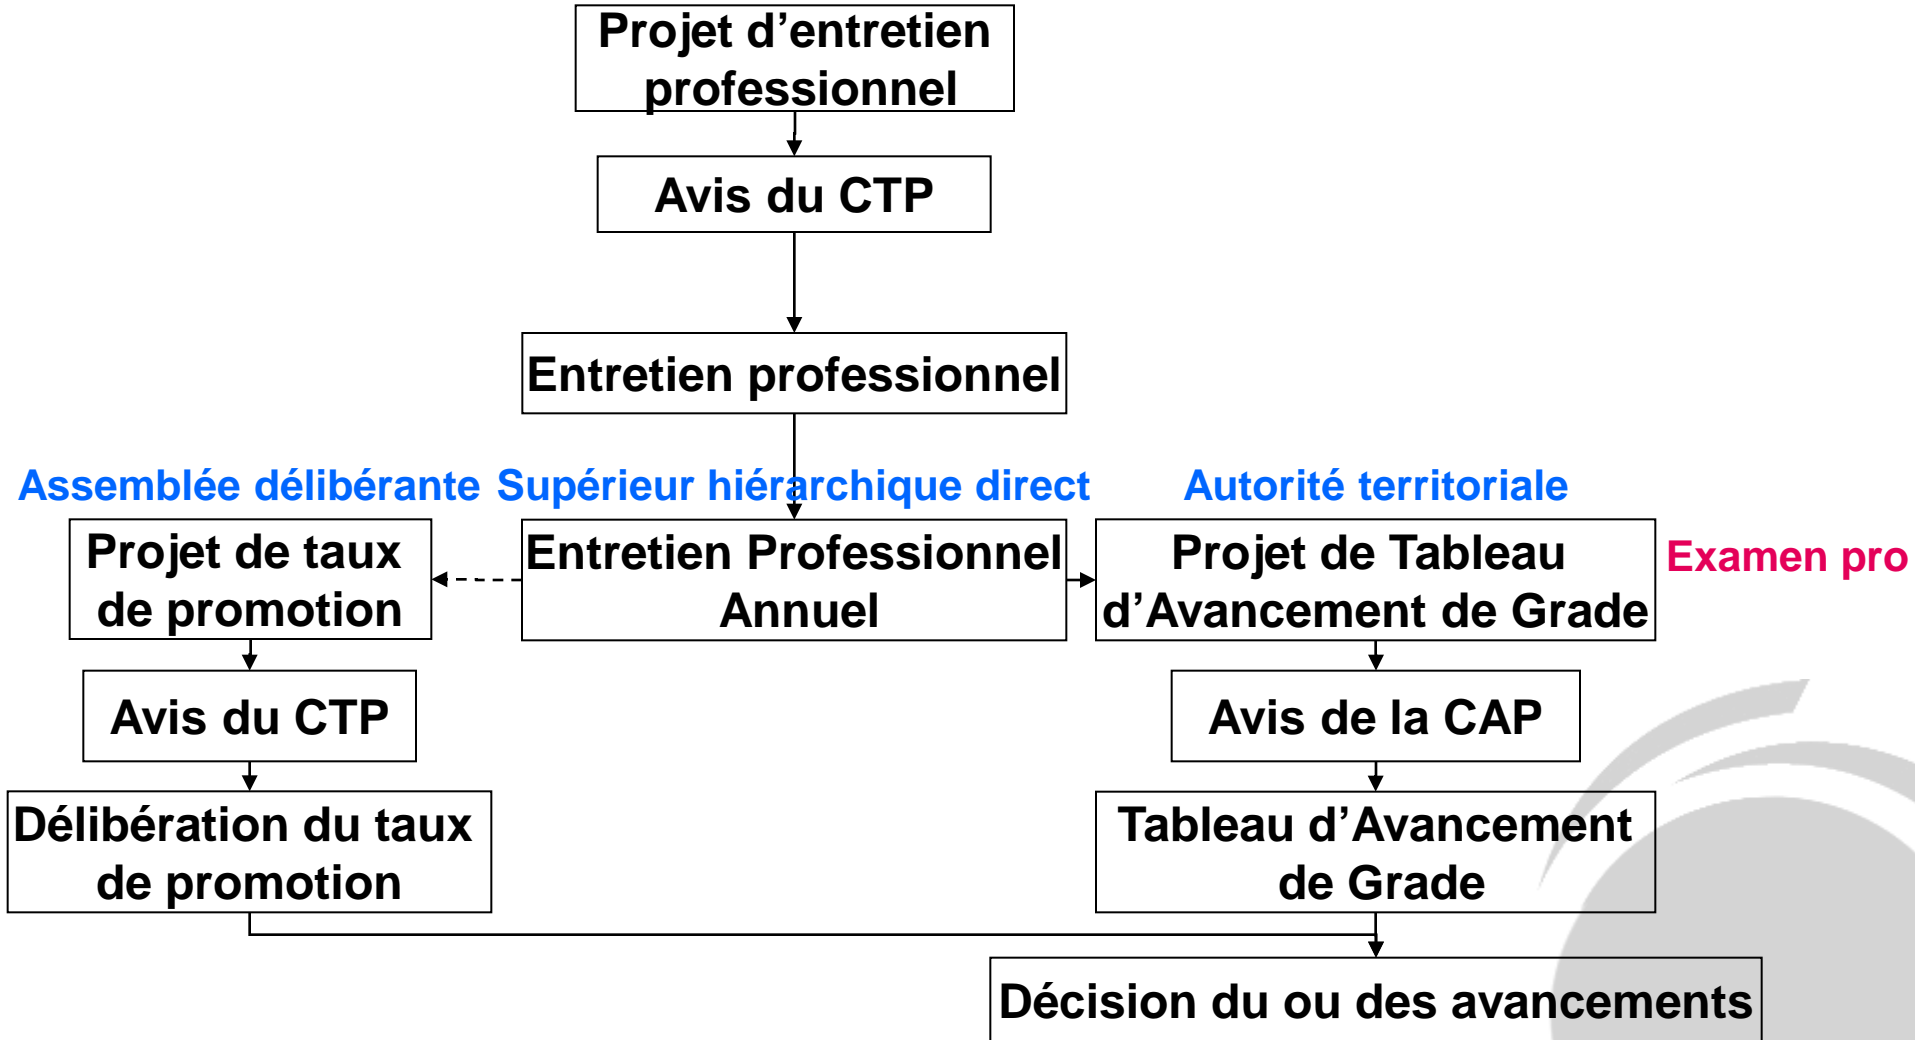 Projet d’entretien
professionnel
Avis du CTP
Entretien professionnel
Assemblée délibérante
Supérieur hiérarchique direct
Autorité territoriale
Projet de taux
de promotion
Entretien Professionnel
Annuel
Projet de Tableau
d’Avancement de Grade
Examen pro
Avis du CTP
Avis de la CAP
Délibération du taux
de promotion
Tableau d’Avancement
de Grade
Décision du ou des avancements